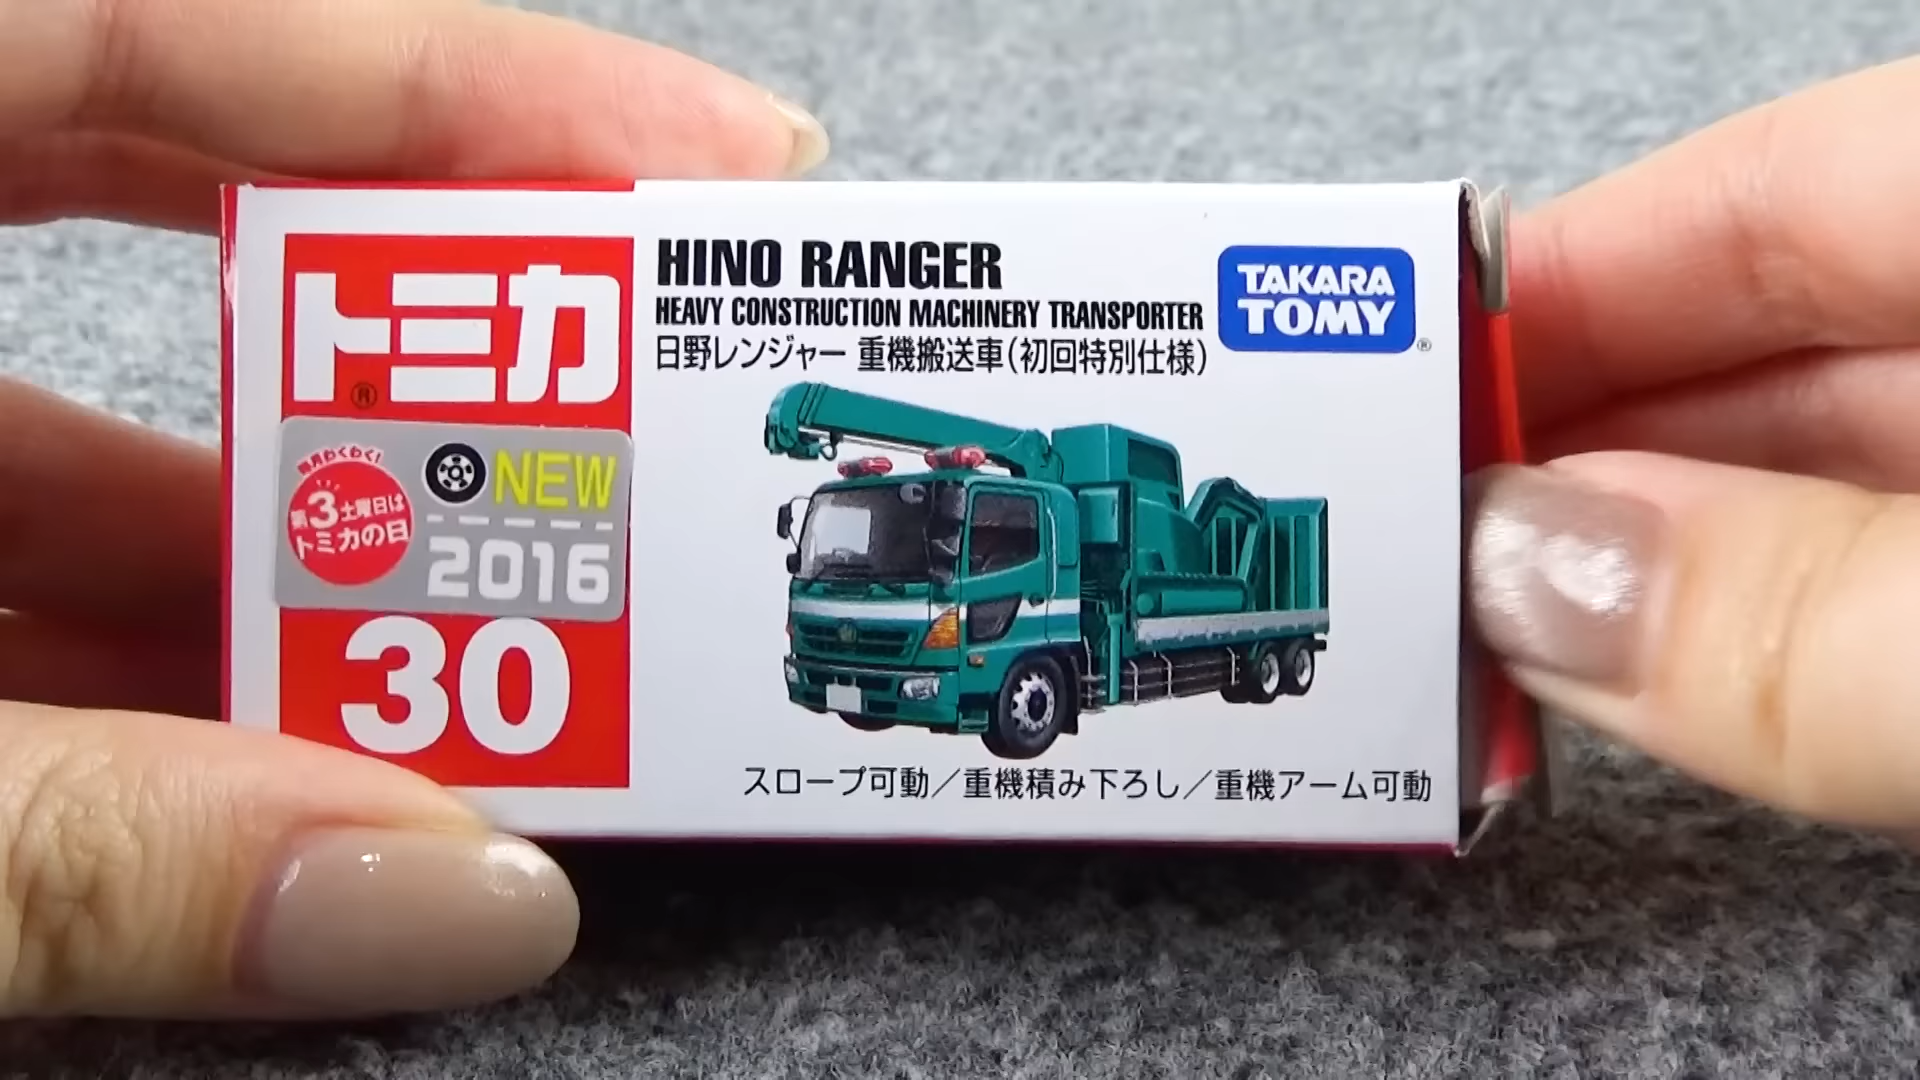 トミカ
®
毎月わくわく!
第3土曜日は
トミカの日
NEW
2016
30
HINO RANGER
HEAVY CONSTRUCTION MACHINERY TRANSPORTER
日野レンジャー 重機搬送車(初回特別仕様)
TAKARA
TOMY
®
スロープ可動/重機積み下ろし/重機アーム可動